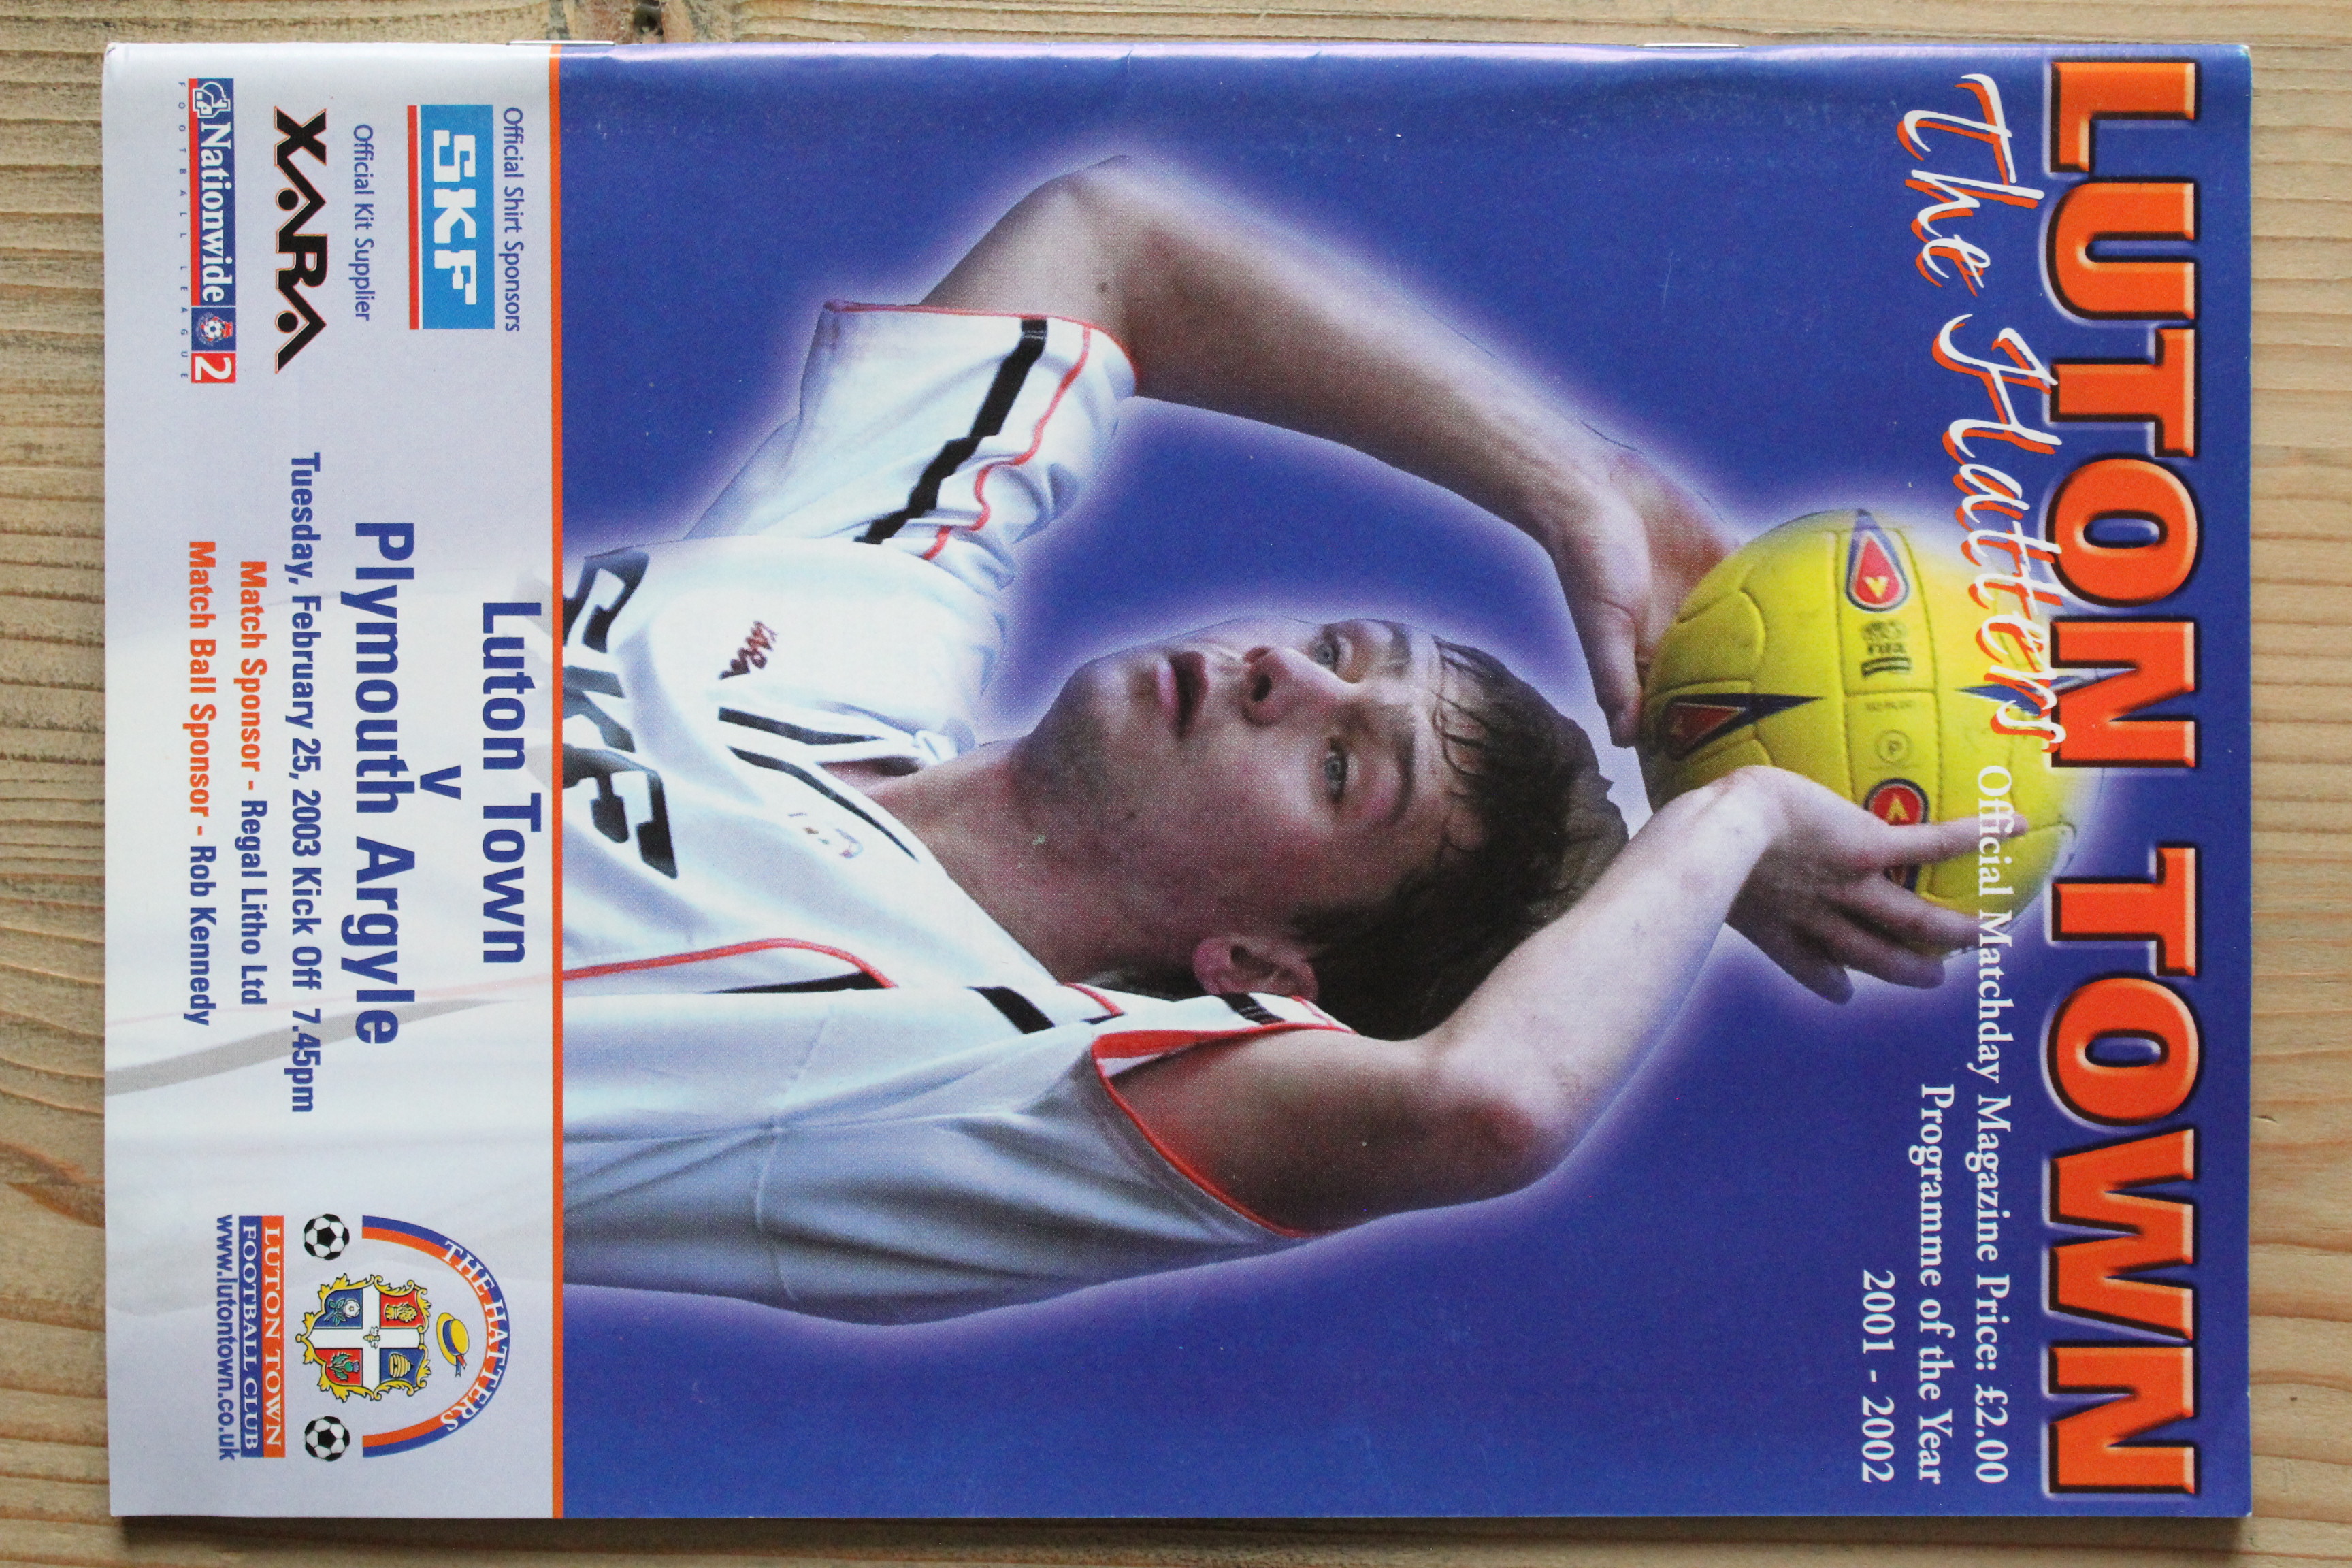 LUTON TOWN
The Hatters
Official Matchday Magazine Price: £2.00
Programme of the Year
2001 - 2002
SKF
Official Shirt Sponsors
SKF
Official Kit Supplier
XARA
Nationwide 2
FOOTBALL LEAGUE
Luton Town
v
Plymouth Argyle
Tuesday, February 25, 2003 Kick Off 7.45pm
Match Sponsor - Regal Litho Ltd
Match Ball Sponsor - Rob Kennedy
THE HATTERS
LUTON TOWN
FOOTBALL CLUB
www.lutontown.co.uk